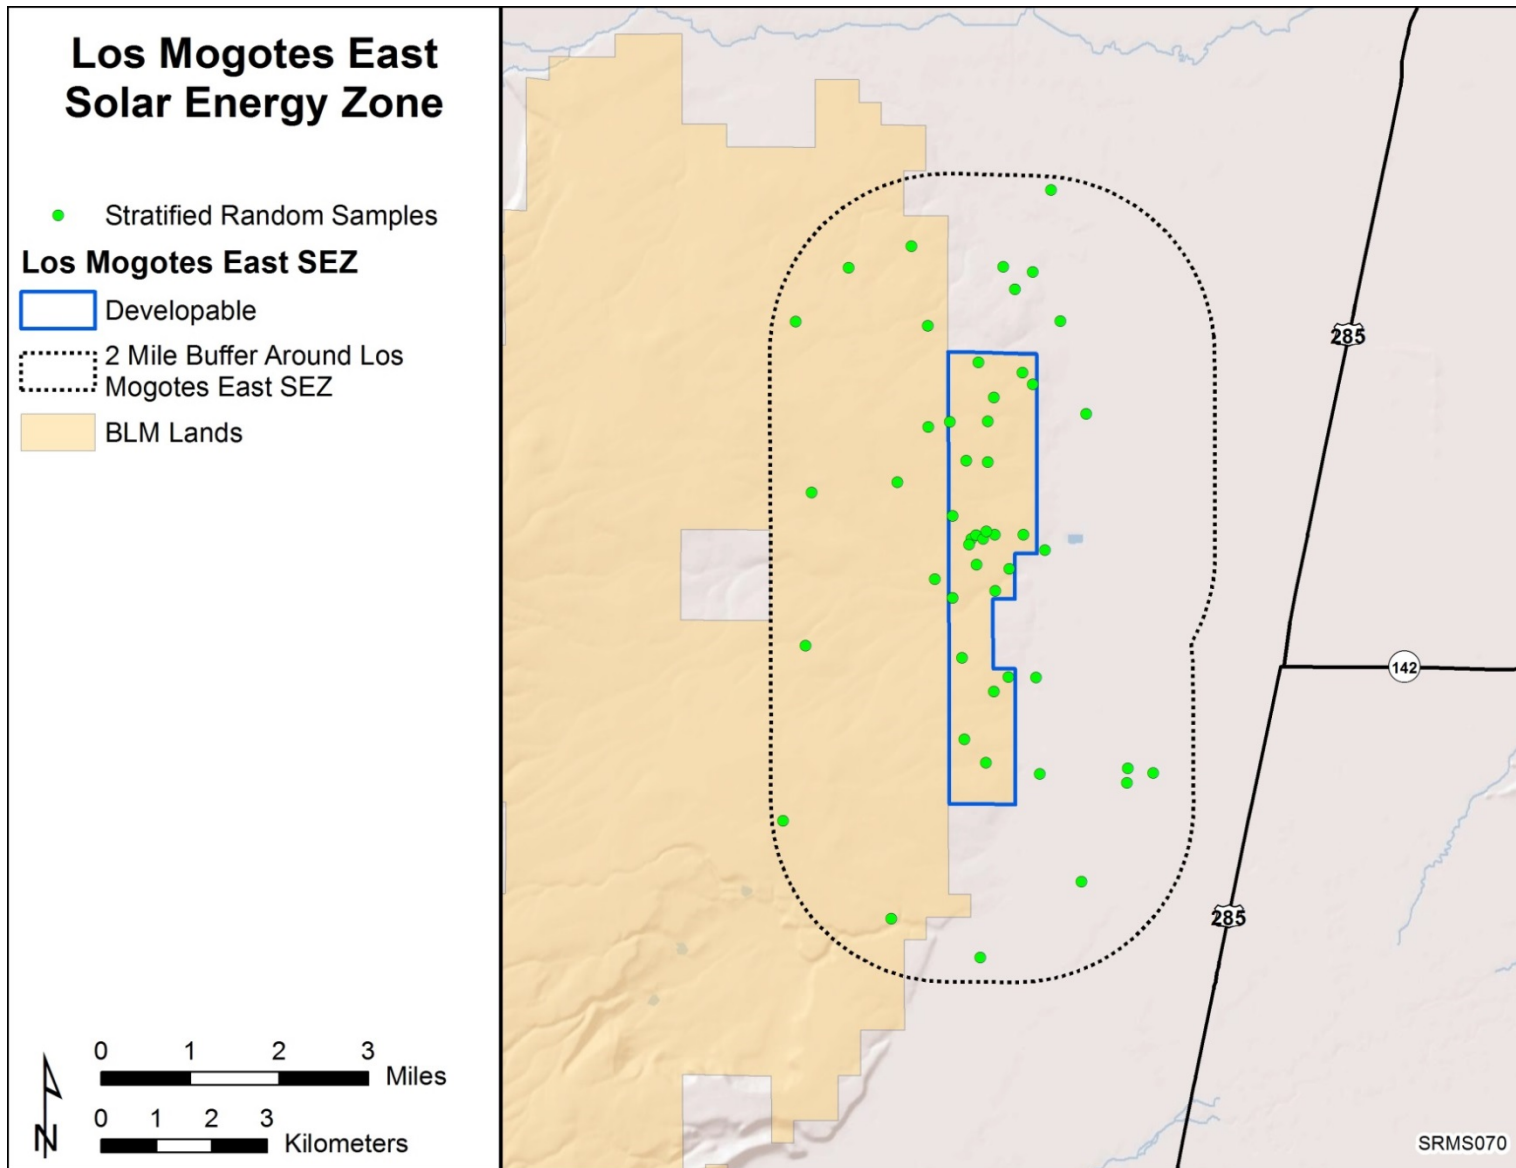 Los Mogotes East
Solar Energy Zone
Stratified Random Samples
Los Mogotes East SEZ
Developable
2 Mile Buffer Around Los
Mogotes East SEZ
BLM Lands
0 1 2 3
Miles
0 1 2 3
Kilometers
N
285
142
285
SRMS070